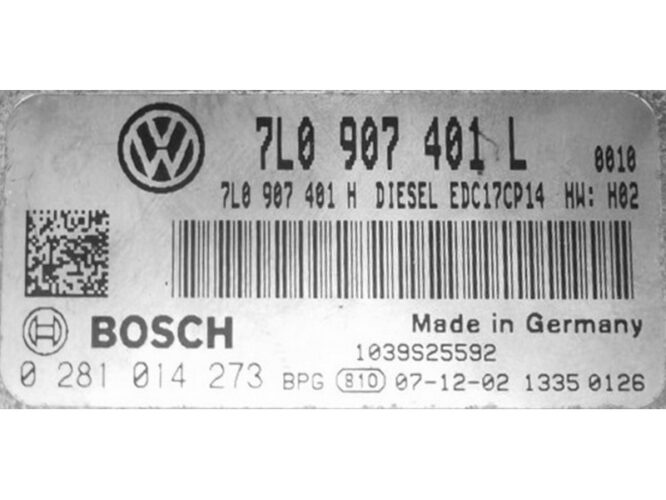 7L0 907 401 L 0010
7L0 907 401 H DIESEL EDC17CP14 HW: H02
BOSCH Made in Germany
1039S25592
0 281 014 273 BPG 810 07-12-02 1335 0126